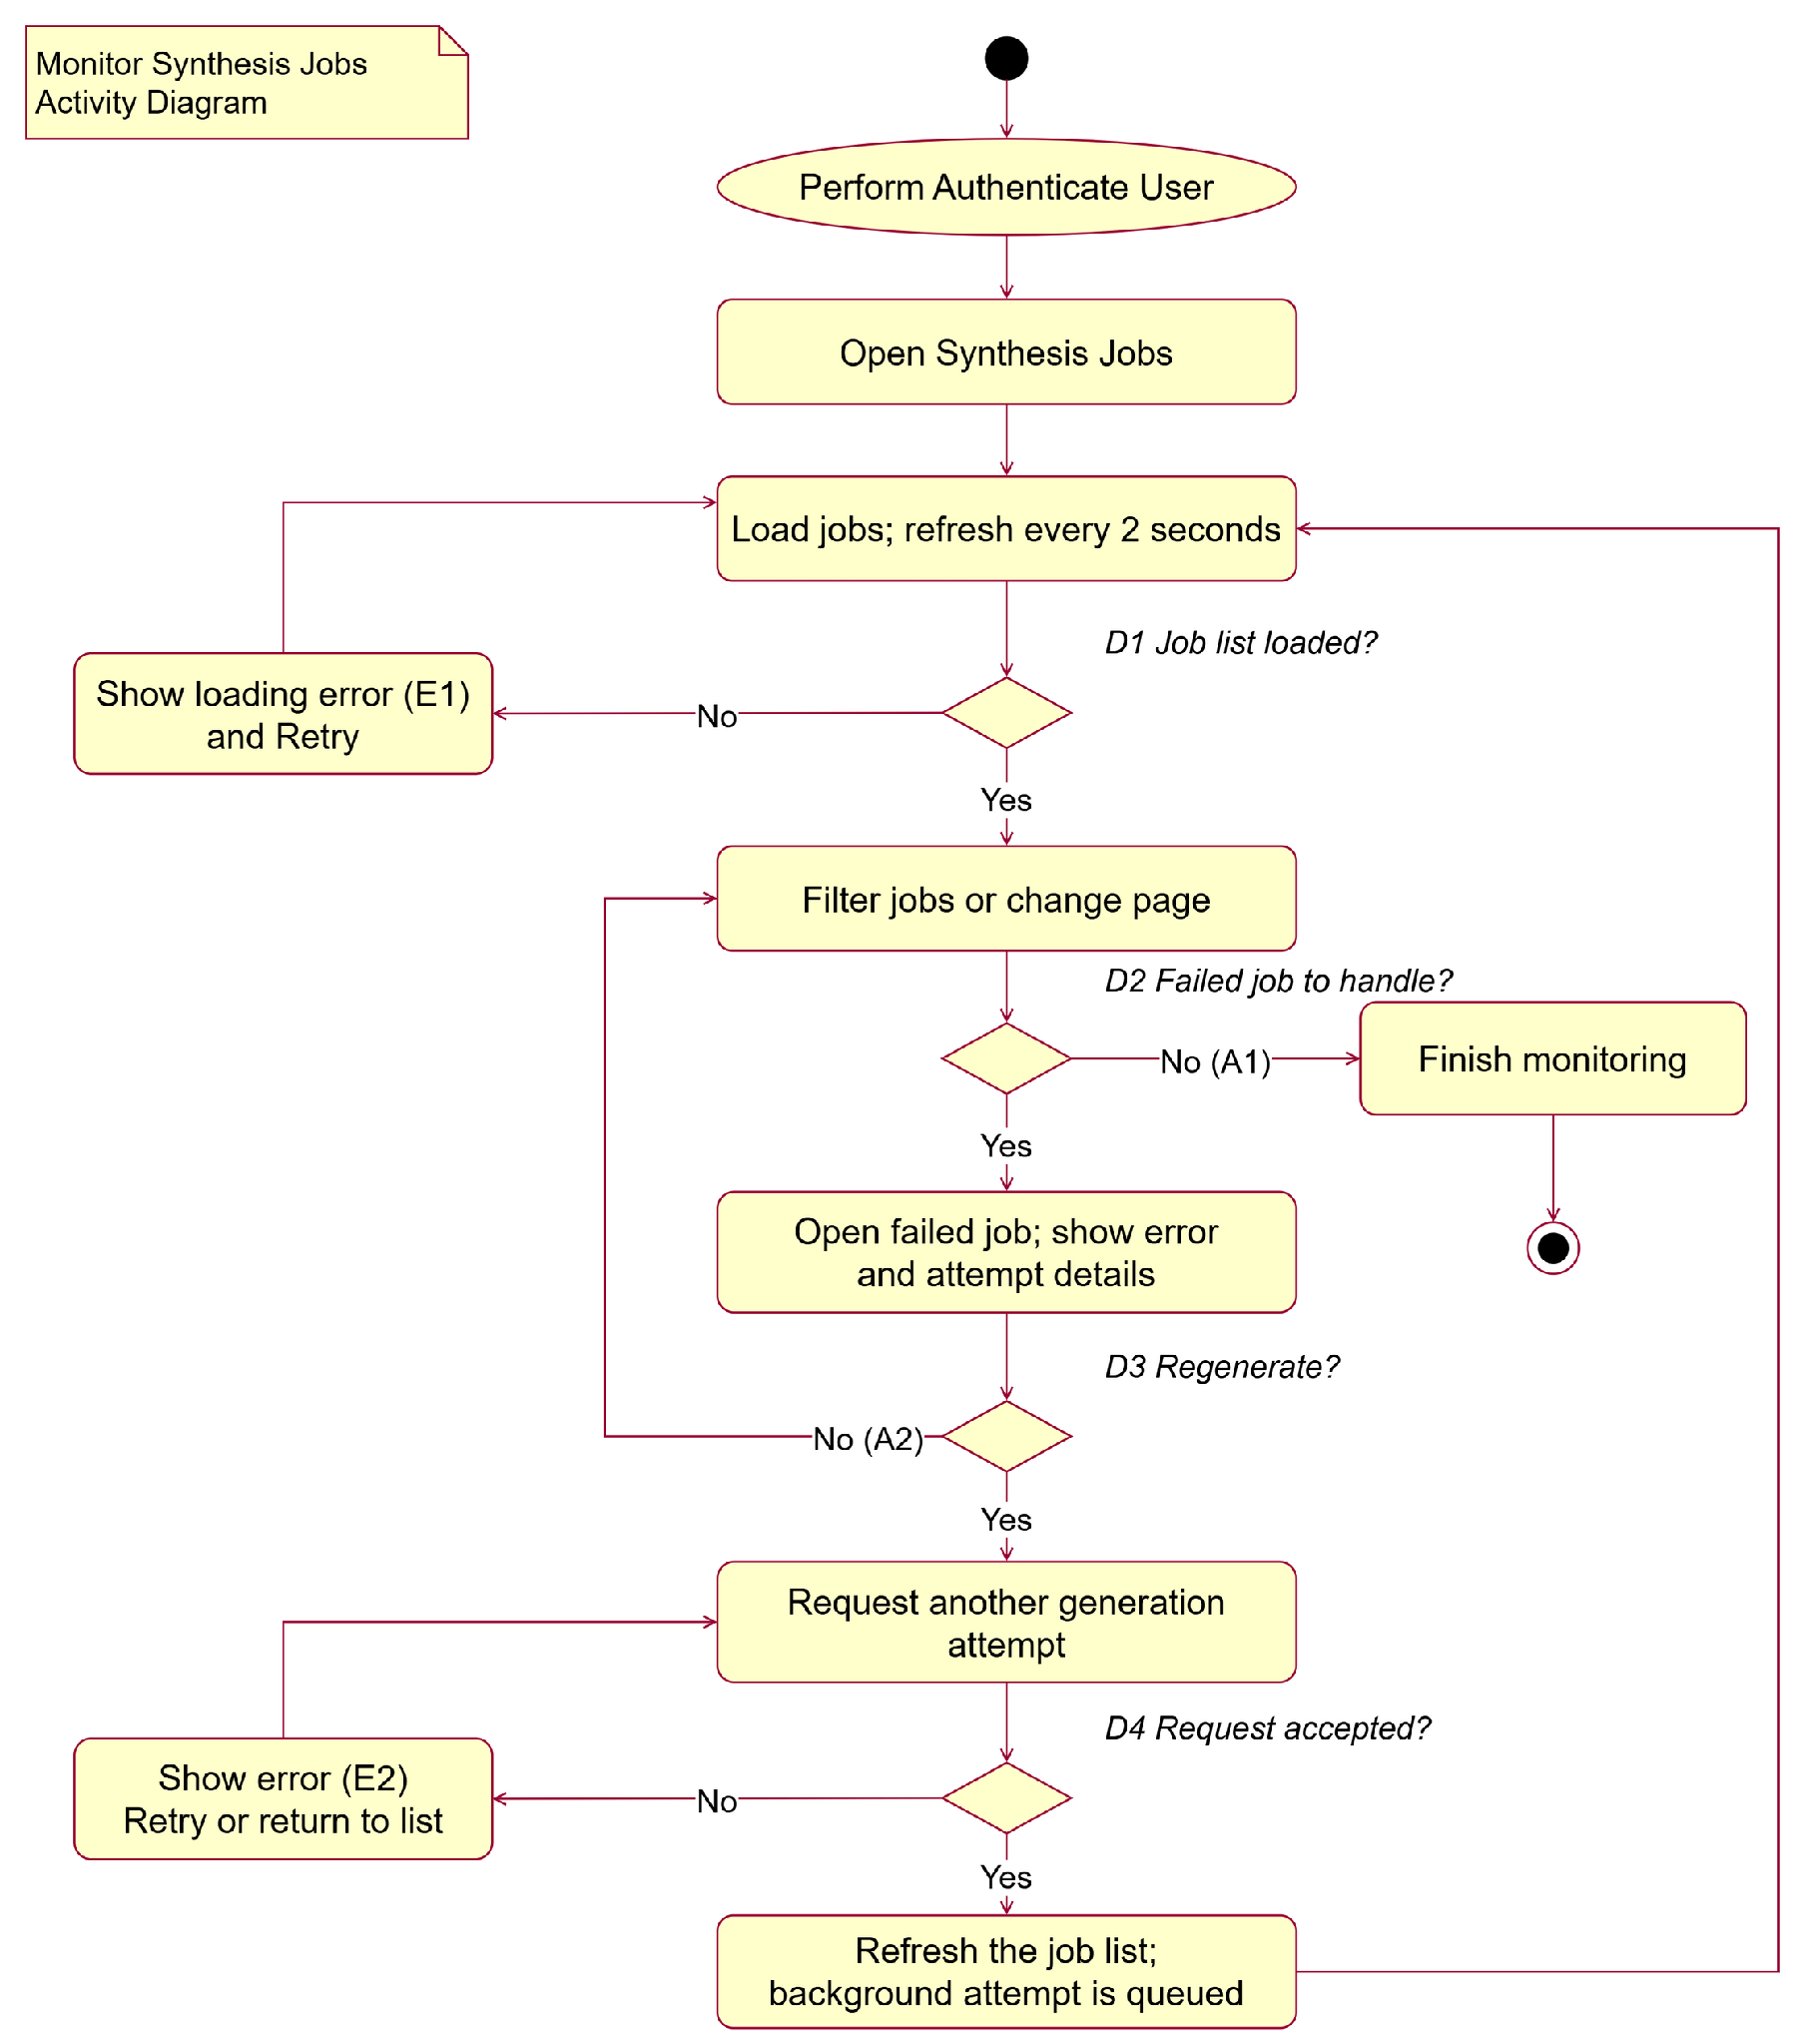 Monitor Synthesis Jobs
Activity Diagram
Perform Authenticate User
Open Synthesis Jobs
Load jobs; refresh every 2 seconds
D1 Job list loaded?
Show loading error (E1)
and Retry
No
Yes
Filter jobs or change page
D2 Failed job to handle?
No (A1)
Finish monitoring
Yes
Open failed job; show error
and attempt details
D3 Regenerate?
No (A2)
Yes
Request another generation
attempt
D4 Request accepted?
Show error (E2)
Retry or return to list
No
Yes
Refresh the job list;
background attempt is queued